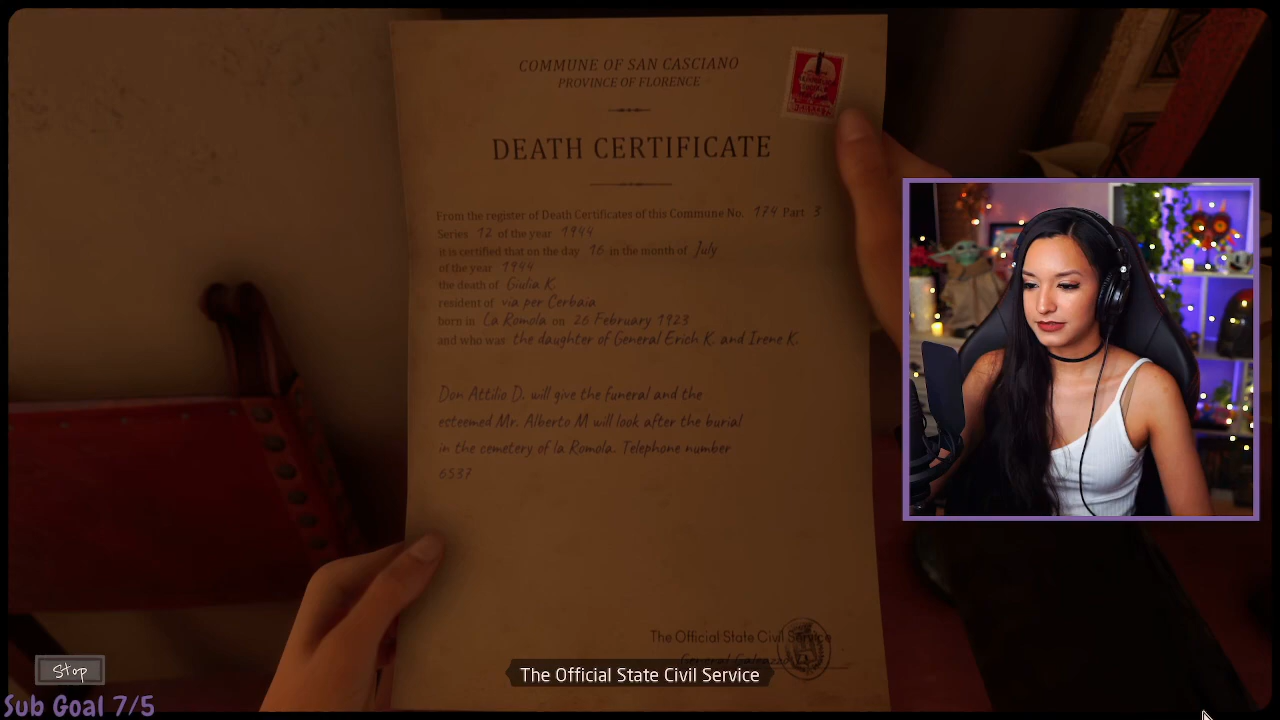 COMMUNE OF SAN CASCIANO
PROVINCE OF FLORENCE
DEATH CERTIFICATE
From the register of Death Certificates of this Commune No. 174 Part 3
Series 12 of the year 1944
it is certified that on the day 16 in the month of July
of the year 1944
the death of Giulia K.
resident of via per Cerbaia
born in La Romola on 26 February 1923
and who was the daughter of General Erich K. and Irene K.
Don Attilio D. will give the funeral and the
esteemed Mr. Alberto M will look after the burial
in the cemetery of la Romola. Telephone number
6537
The Official State Civil Service
General
The Official State Civil Service
Stop
Sub Goal 7/5